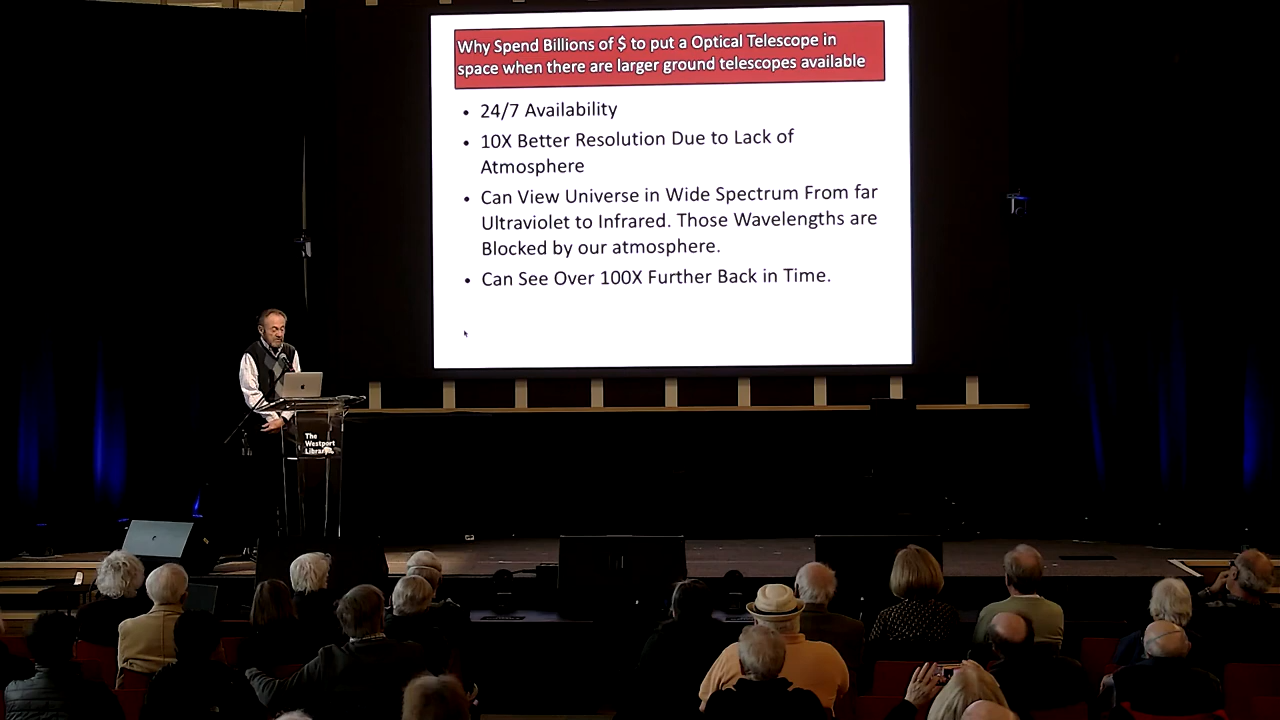 Why Spend Billions of $ to put a Optical Telescope in
space when there are larger ground telescopes available
• 24/7 Availability
• 10X Better Resolution Due to Lack of
Atmosphere
• Can View Universe in Wide Spectrum From far
Ultraviolet to Infrared. Those Wavelengths are
Blocked by our atmosphere.
• Can See Over 100X Further Back in Time.
The
Westport
Library